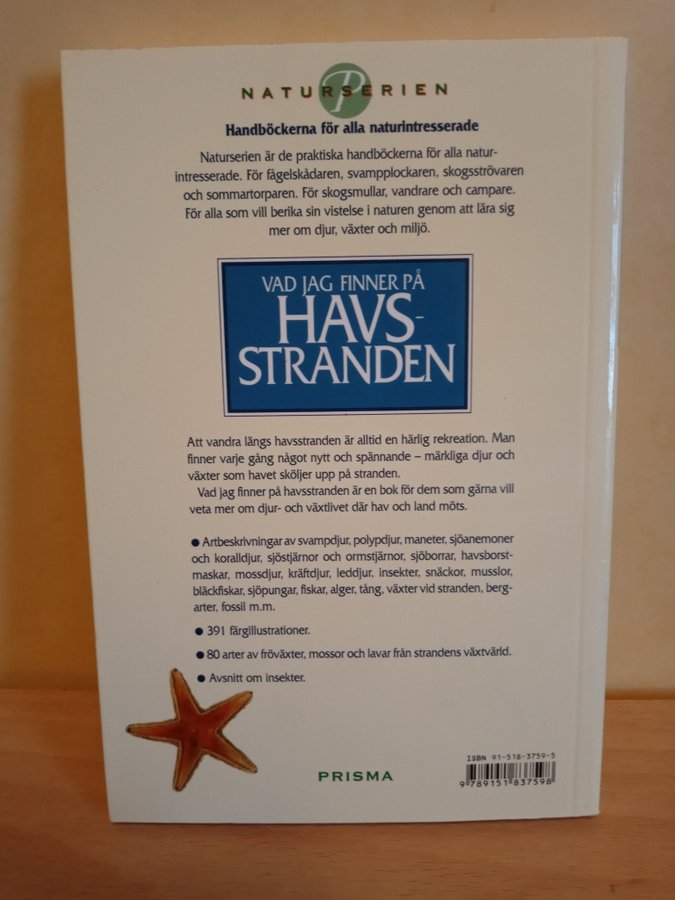 NATURSERIEN
P
Handböckerna för alla naturintresserade
Naturserien är de praktiska handböckerna för alla natur-
intresserade. För fågelskådaren, svampplockaren, skogsströvaren
och sommartorparen. För skogsmullar, vandrare och campare.
För alla som vill berika sin vistelse i naturen genom att lära sig
mer om djur, växter och miljö.
VAD JAG FINNER PÅ
HAVS-
STRANDEN
Att vandra längs havsstranden är alltid en härlig rekreation. Man
finner varje gång något nytt och spännande – märkliga djur och
växter som havet sköljer upp på stranden.
Vad jag finner på havsstranden är en bok för dem som gärna vill
veta mer om djur- och växtlivet där hav och land möts.
● Artbeskrivningar av svampdjur, polypdjur, maneter, sjöanemoner
och koralldjur, sjöstjärnor och ormstjärnor, sjöborrar, havsborst-
maskar, mossdjur, kräftdjur, leddjur, insekter, snäckor, musslor,
bläckfiskar, sjöpungar, fiskar, alger, tång, växter vid stranden, berg-
arter, fossil m.m.
● 391 färgillustrationer.
● 80 arter av fröväxter, mossor och lavar från strandens växtvärld.
● Avsnitt om insekter.
ISBN 91-518-3759-5
PRISMA
9 789151 837598